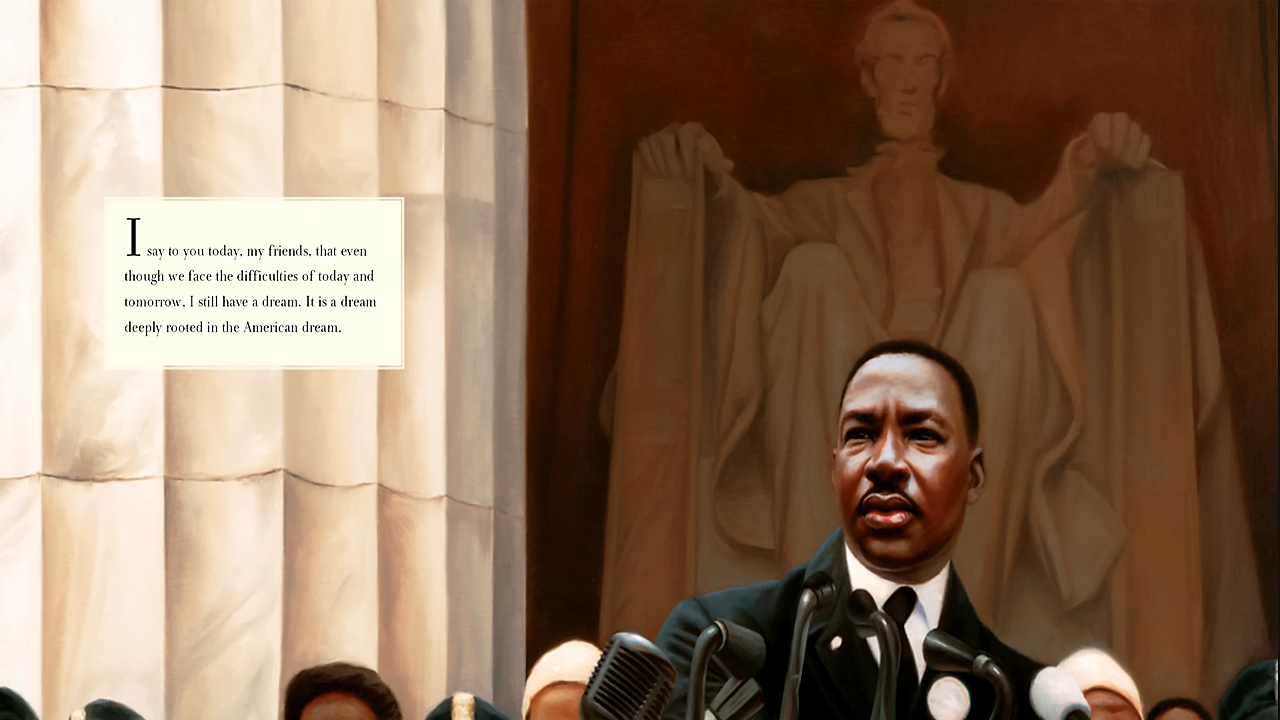 I say to you today, my friends, that even
though we face the difficulties of today and
tomorrow, I still have a dream. It is a dream
deeply rooted in the American dream.